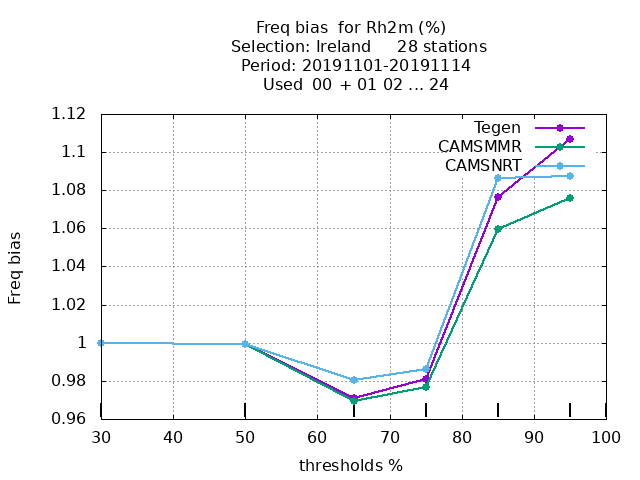 Freq bias  for Rh2m (%)
Selection: Ireland     28 stations
Period: 20191101-20191114
Used  00 + 01 02 ... 24
Freq bias
1.12
1.1
1.08
1.06
1.04
1.02
1
0.98
0.96
Tegen
CAMSMMR
CAMSNRT
30 40 50 60 70 80 90 100
thresholds %